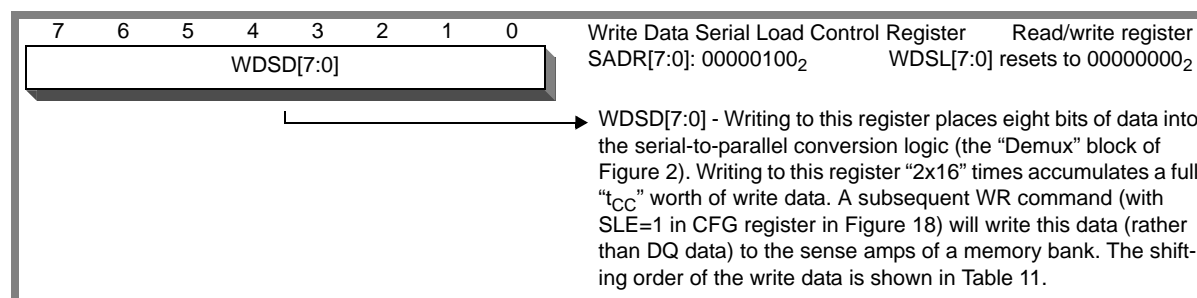 7 6 5 4 3 2 1 0
WDSD[7:0]
Write Data Serial Load Control Register Read/write register
SADR[7:0]: 00000100₂ WDSL[7:0] resets to 00000000₂
WDSD[7:0] - Writing to this register places eight bits of data into
the serial-to-parallel conversion logic (the “Demux” block of
Figure 2). Writing to this register “2x16” times accumulates a full
“tCC” worth of write data. A subsequent WR command (with
SLE=1 in CFG register in Figure 18) will write this data (rather
than DQ data) to the sense amps of a memory bank. The shift-
ing order of the write data is shown in Table 11.